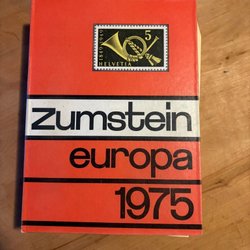 5
HELVETIA
zumstein
europa
1975